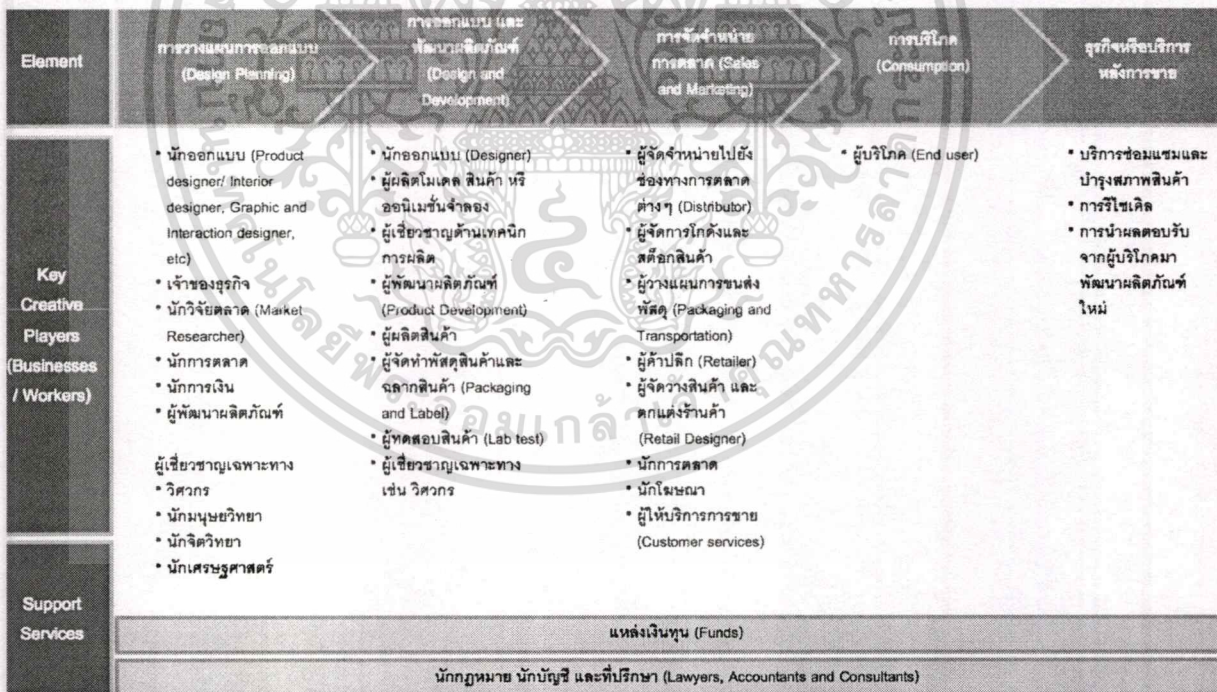 Element
การวางแผนการออกแบบ
(Design Planning)
การออกแบบ และ
พัฒนาผลิตภัณฑ์
(Design and
Development)
การจัดจำหน่าย
การตลาด (Sales
and Marketing)
การบริโภค
(Consumption)
ธุรกิจหรือบริการ
หลังการขาย
Key
Creative
Players
(Businesses
/ Workers)
* นักออกแบบ (Product
designer/ Interior
designer, Graphic and
Interaction designer,
etc)
* เจ้าของธุรกิจ
* นักวิจัยตลาด (Market
Researcher)
* นักการตลาด
* นักการเงิน
* ผู้พัฒนาผลิตภัณฑ์
ผู้เชี่ยวชาญเฉพาะทาง
* วิศวกร
* นักมนุษยวิทยา
* นักจิตวิทยา
* นักเศรษฐศาสตร์
* นักออกแบบ (Designer)
* ผู้ผลิตโมเดล สินค้า หรื
ออนิเมชั่นจำลอง
* ผู้เชี่ยวชาญด้านเทคนิก
การผลิต
* ผู้พัฒนาผลิตภัณฑ์
(Product Development)
* ผู้ผลิตสินค้า
* ผู้จัดทำพัสดุสินค้าและ
ฉลากสินค้า (Packaging
and Label)
* ผู้ทดสอบสินค้า (Lab test)
* ผู้เชี่ยวชาญเฉพาะทาง
เช่น วิศวกร
* ผู้จัดจำหน่ายไปยัง
ช่องทางการตลาด
ต่างๆ (Distributor)
* ผู้จัดการโกดังและ
สต็อกสินค้า
* ผู้วางแผนการขนส่ง
พัสดุ (Packaging and
Transportation)
* ผู้ค้าปลีก (Retailer)
* ผู้จัดวางสินค้า และ
ตกแต่งร้านค้า
(Retail Designer)
* นักการตลาด
* นักโฆษณา
* ผู้ให้บริการการขาย
(Customer services)
* ผู้บริโภค (End user)
* บริการซ่อมแซมและ
บำรุงสภาพสินค้า
* การรีไซเคิล
* การนำผลตอบรับ
จากผู้บริโภคมา
พัฒนาผลิตภัณฑ์
ใหม่
Support
Services
แหล่งเงินทุน (Funds)
นักกฎหมาย นักบัญชี และที่ปรึกษา (Lawyers, Accountants and Consultants)